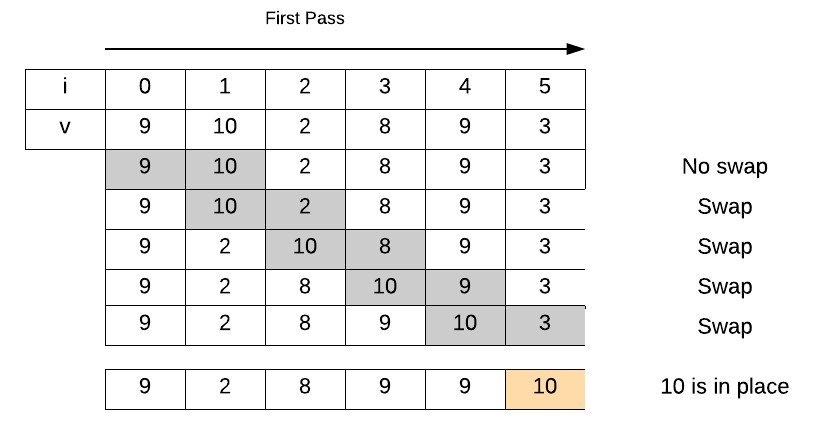 First Pass
i 0 1 2 3 4 5
v 9 10 2 8 9 3
9 10 2 8 9 3 No swap
9 10 2 8 9 3 Swap
9 2 10 8 9 3 Swap
9 2 8 10 9 3 Swap
9 2 8 9 10 3 Swap
9 2 8 9 9 10 10 is in place